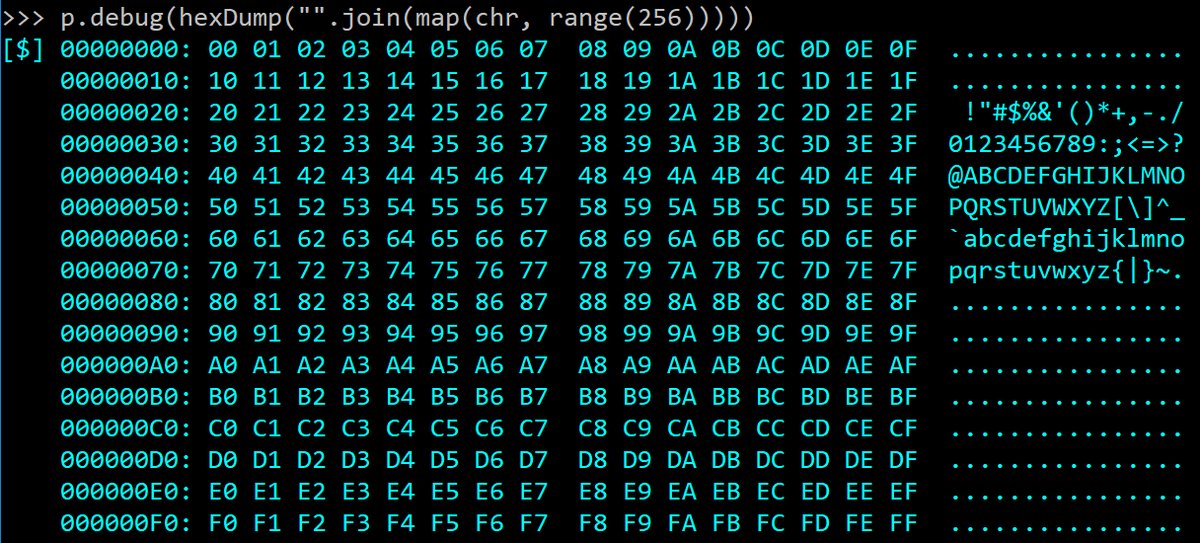 >>> p.debug(hexDump("".join(map(chr, range(256)))))
[$] 00000000: 00 01 02 03 04 05 06 07  08 09 0A 0B 0C 0D 0E 0F  ................
    00000010: 10 11 12 13 14 15 16 17  18 19 1A 1B 1C 1D 1E 1F  ................
    00000020: 20 21 22 23 24 25 26 27  28 29 2A 2B 2C 2D 2E 2F   !"#$%&'()*+,-./
    00000030: 30 31 32 33 34 35 36 37  38 39 3A 3B 3C 3D 3E 3F  0123456789:;<=>?
    00000040: 40 41 42 43 44 45 46 47  48 49 4A 4B 4C 4D 4E 4F  @ABCDEFGHIJKLMNO
    00000050: 50 51 52 53 54 55 56 57  58 59 5A 5B 5C 5D 5E 5F  PQRSTUVWXYZ[\]^_
    00000060: 60 61 62 63 64 65 66 67  68 69 6A 6B 6C 6D 6E 6F  `abcdefghijklmno
    00000070: 70 71 72 73 74 75 76 77  78 79 7A 7B 7C 7D 7E 7F  pqrstuvwxyz{|}~.
    00000080: 80 81 82 83 84 85 86 87  88 89 8A 8B 8C 8D 8E 8F  ................
    00000090: 90 91 92 93 94 95 96 97  98 99 9A 9B 9C 9D 9E 9F  ................
    000000A0: A0 A1 A2 A3 A4 A5 A6 A7  A8 A9 AA AB AC AD AE AF  ................
    000000B0: B0 B1 B2 B3 B4 B5 B6 B7  B8 B9 BA BB BC BD BE BF  ................
    000000C0: C0 C1 C2 C3 C4 C5 C6 C7  C8 C9 CA CB CC CD CE CF  ................
    000000D0: D0 D1 D2 D3 D4 D5 D6 D7  D8 D9 DA DB DC DD DE DF  ................
    000000E0: E0 E1 E2 E3 E4 E5 E6 E7  E8 E9 EA EB EC ED EE EF  ................
    000000F0: F0 F1 F2 F3 F4 F5 F6 F7  F8 F9 FA FB FC FD FE FF  ................